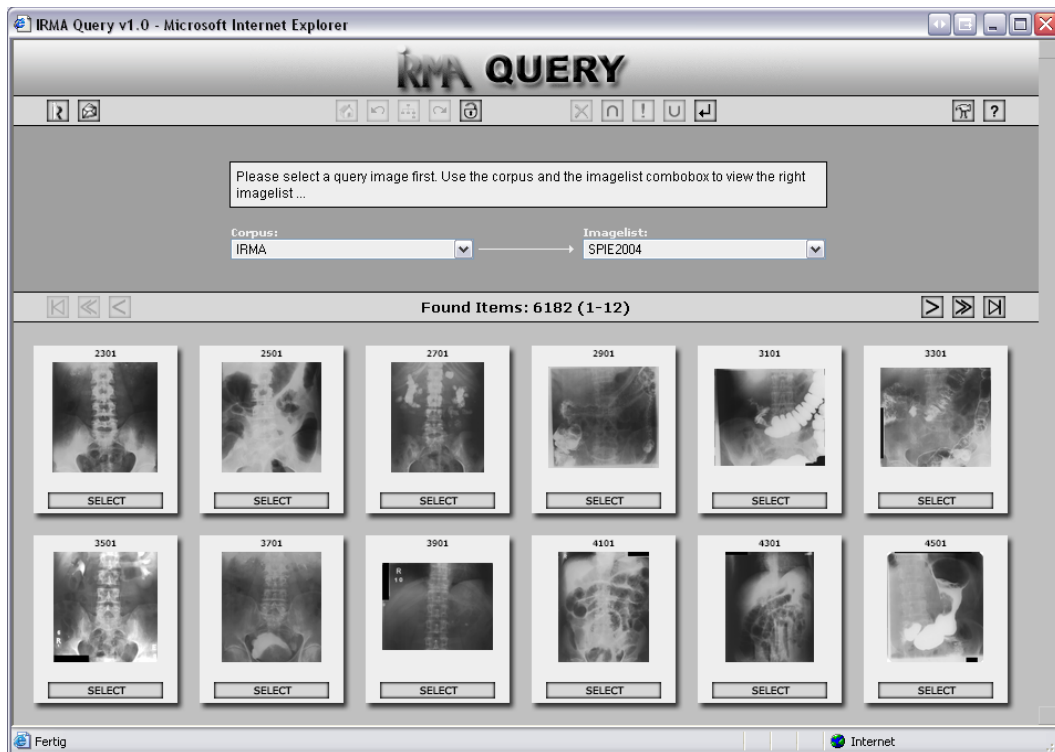 IRMA Query v1.0 - Microsoft Internet Explorer
IRMA QUERY
?
Please select a query image first. Use the corpus and the imagelist combobox to view the right
imagelist ...
Corpus:
Imagelist:
IRMA
SPIE2004
Found Items: 6182 (1-12)
2301
2501
2701
2901
3101
3301
SELECT
SELECT
SELECT
SELECT
SELECT
SELECT
3501
3701
3901
4101
4301
4501
R
R
SELECT
SELECT
SELECT
SELECT
SELECT
SELECT
Fertig
Internet